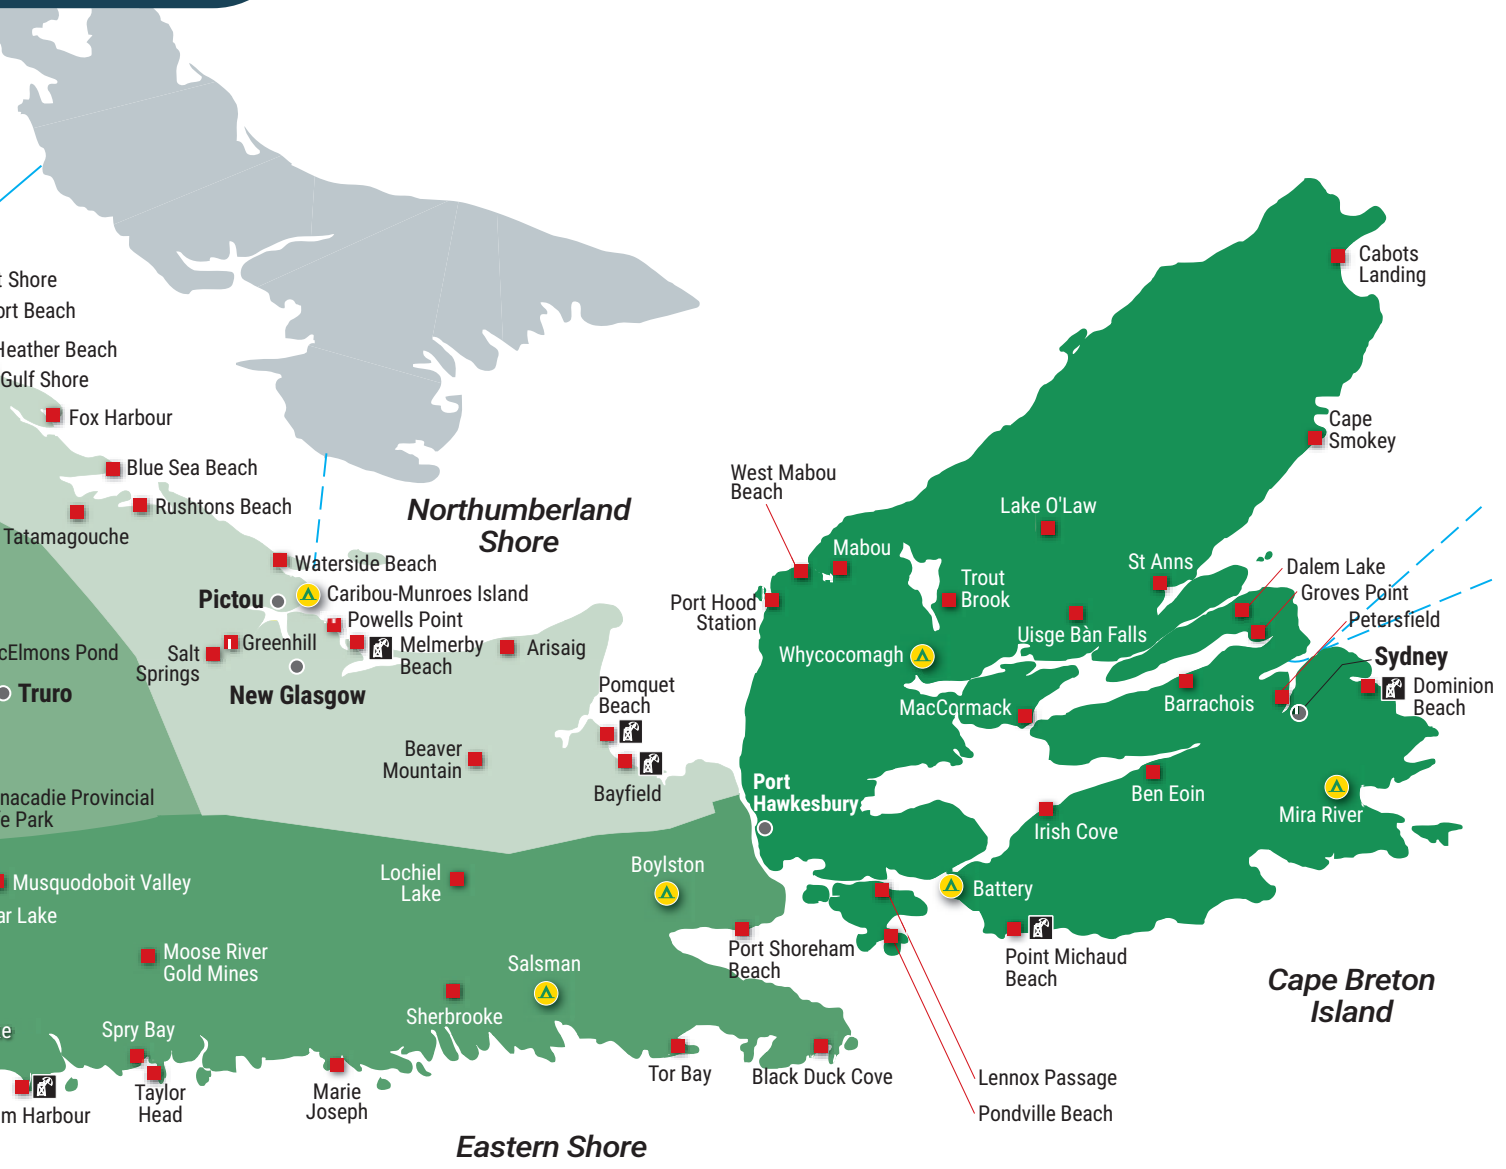 t Shore
ort Beach
Heather Beach
Gulf Shore
Fox Harbour
Blue Sea Beach
Rushtons Beach
Tatamagouche
Waterside Beach
Caribou-Munroes Island
Pictou
Powells Point
Greenhill
Melmerby
Beach
Salt
Springs
Arisaig
New Glasgow
cElmons Pond
Truro
Pomquet
Beach
Beaver
Mountain
Bayfield
nacadie Provincial
e Park
Northumberland
Shore
West Mabou
Beach
Mabou
Port Hood
Station
Lake O'Law
Trout
Brook
St Anns
Uisge Bàn Falls
Whycocomagh
MacCormack
Cabots
Landing
Cape
Smokey
Dalem Lake
Groves Point
Petersfield
Sydney
Dominion
Beach
Barrachois
Ben Eoin
Irish Cove
Mira River
Port
Hawkesbury
Battery
Point Michaud
Beach
Cape Breton
Island
Lennox Passage
Pondville Beach
Musquodoboit Valley
ar Lake
Lochiel
Lake
Boylston
Moose River
Gold Mines
Salsman
Sherbrooke
Port Shoreham
Beach
e
Spry Bay
Taylor
Head
m Harbour
Marie
Joseph
Tor Bay
Black Duck Cove
Eastern Shore